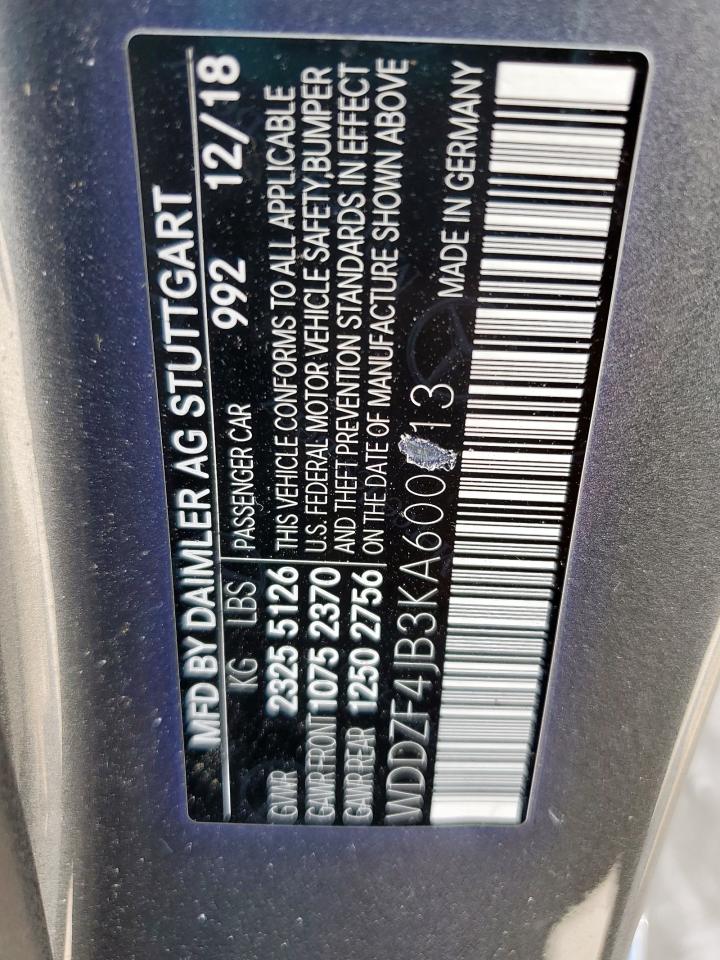 MFD BY DAIMLER AG STUTTGART
KG LBS PASSENGER CAR 992 12/18
GVWR 2325 5126 THIS VEHICLE CONFORMS TO ALL APPLICABLE
GAWR FRONT 1075 2370 U.S. FEDERAL MOTOR VEHICLE SAFETY,BUMPER
GAWR REAR 1250 2756 AND THEFT PREVENTION STANDARDS IN EFFECT
ON THE DATE OF MANUFACTURE SHOWN ABOVE
MADE IN GERMANY